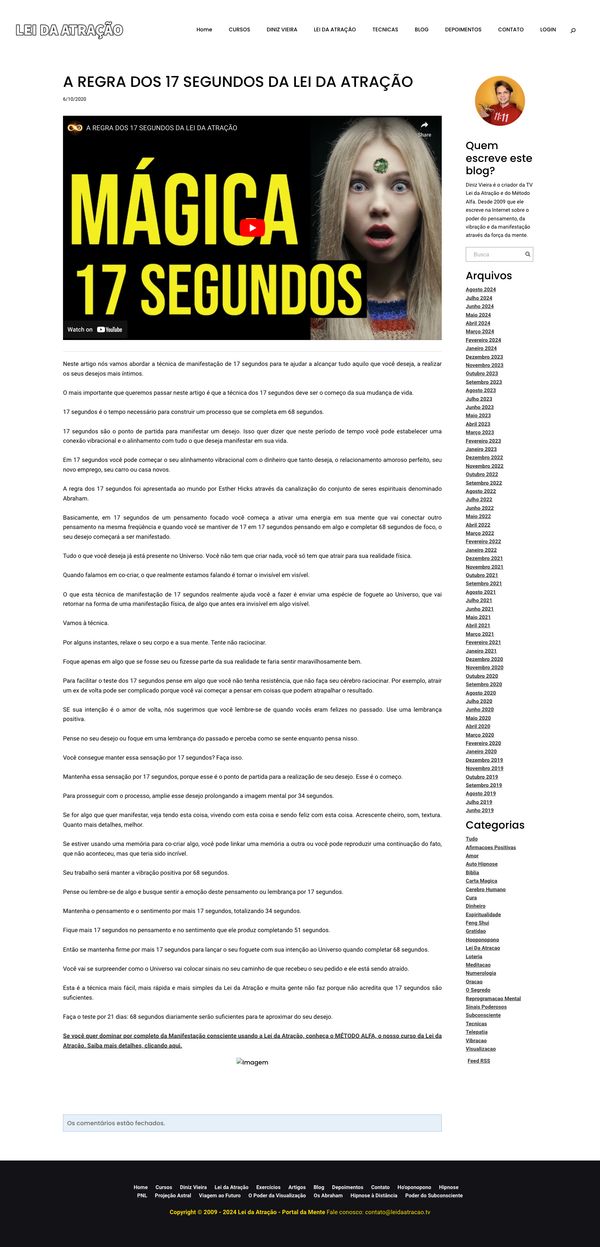 LEI DA ATRAÇÃO
Home CURSOS DINIZ VIEIRA LEI DA ATRAÇÃO TECNICAS BLOG DEPOIMENTOS CONTATO LOGIN
A REGRA DOS 17 SEGUNDOS DA LEI DA ATRAÇÃO
6/10/2020
A REGRA DOS 17 SEGUNDOS DA LEI DA ATRAÇÃO
Share
MÁGICA
17 SEGUNDOS
Watch on YouTube
Neste artigo nós vamos abordar a técnica de manifestação de 17 segundos para te ajudar a alcançar tudo aquilo que você deseja, a realizar
os seus desejos mais íntimos.
O mais importante que queremos passar neste artigo é que a técnica dos 17 segundos deve ser o começo da sua mudança de vida.
17 segundos é o tempo necessário para construir um processo que se completa em 68 segundos.
17 segundos são o ponto de partida para manifestar um desejo. Isso quer dizer que neste período de tempo você pode estabelecer uma
conexão vibracional e o alinhamento com tudo o que deseja manifestar em sua vida.
Em 17 segundos você pode começar o seu alinhamento vibracional com o dinheiro que tanto deseja, o relacionamento amoroso perfeito, seu
novo emprego, seu carro ou casa novos.
A regra dos 17 segundos foi apresentada ao mundo por Esther Hicks através da canalização do conjunto de seres espirituais denominado
Abraham.
Basicamente, em 17 segundos de um pensamento focado você começa a ativar uma energia em sua mente que vai conectar outro
pensamento na mesma freqüência e quando você se mantiver de 17 em 17 segundos pensando em algo e completar 68 segundos de foco, o
seu desejo começará a ser manifestado.
Tudo o que você deseja já está presente no Universo. Você não tem que criar nada, você só tem que atrair para sua realidade física.
Quando falamos em co-criar, o que realmente estamos falando é tornar o invisível em visível.
O que esta técnica de manifestação de 17 segundos realmente ajuda você a fazer é enviar uma espécie de foguete ao Universo, que vai
retornar na forma de uma manifestação física, de algo que antes era invisível em algo visível.
Vamos à técnica.
Por alguns instantes, relaxe o seu corpo e a sua mente. Tente não raciocinar.
Foque apenas em algo que se fosse seu ou fizesse parte da sua realidade te faria sentir maravilhosamente bem.
Para facilitar o teste dos 17 segundos pense em algo que você não tenha resistência, que não faça seu cérebro raciocinar. Por exemplo, atrair
um ex de volta pode ser complicado porque você vai começar a pensar em coisas que podem atrapalhar o resultado.
SE sua intenção é o amor de volta, nós sugerimos que você lembre-se de quando vocês eram felizes no passado. Use uma lembrança
positiva.
Pense no seu desejo ou foque em uma lembrança do passado e perceba como se sente enquanto pensa nisso.
Você consegue manter essa sensação por 17 segundos? Faça isso.
Mantenha essa sensação por 17 segundos, porque esse é o ponto de partida para a realização de seu desejo. Esse é o começo.
Para prosseguir com o processo, amplie esse desejo prolongando a imagem mental por 34 segundos.
Se for algo que quer manifestar, veja tendo esta coisa, vivendo com esta coisa e sendo feliz com esta coisa. Acrescente cheiro, som, textura.
Quanto mais detalhes, melhor.
Se estiver usando uma memória para co-criar algo, você pode linkar uma memória a outra ou você pode reproduzir uma continuação do fato,
que não aconteceu, mas que teria sido incrível.
Seu trabalho será manter a vibração positiva por 68 segundos.
Pense ou lembre-se de algo e busque sentir a emoção deste pensamento ou lembrança por 17 segundos.
Mantenha o pensamento e o sentimento por mais 17 segundos, totalizando 34 segundos.
Fique mais 17 segundos no pensamento e no sentimento que ele produz completando 51 segundos.
Então se mantenha firme por mais 17 segundos para lançar o seu foguete com sua intenção ao Universo quando completar 68 segundos.
Você vai se surpreender como o Universo vai colocar sinais no seu caminho de que recebeu o seu pedido e ele está sendo atraído.
Esta é a técnica mais fácil, mais rápida e mais simples da Lei da Atração e muita gente não faz porque não acredita que 17 segundos são
suficientes.
Faça o teste por 21 dias: 68 segundos diariamente serão suficientes para te aproximar do seu desejo.
Se você quer dominar por completo da Manifestação consciente usando a Lei da Atração, conheça o MÉTODO ALFA, o nosso curso da Lei da
Atração. Saiba mais detalhes, clicando aqui.
Imagem
Os comentários estão fechados.
11:11
Quem
escreve este
blog?
Diniz Vieira é o criador da TV
Lei da Atração e do Método
Alfa. Desde 2009 que ele
escreve na Internet sobre o
poder do pensamento, da
vibração e da manifestação
através da força da mente.
Busca
Arquivos
Agosto 2024
Julho 2024
Junho 2024
Maio 2024
Abril 2024
Março 2024
Fevereiro 2024
Janeiro 2024
Dezembro 2023
Novembro 2023
Outubro 2023
Setembro 2023
Agosto 2023
Julho 2023
Junho 2023
Maio 2023
Abril 2023
Março 2023
Fevereiro 2023
Janeiro 2023
Dezembro 2022
Novembro 2022
Outubro 2022
Setembro 2022
Agosto 2022
Julho 2022
Junho 2022
Maio 2022
Abril 2022
Março 2022
Fevereiro 2022
Janeiro 2022
Dezembro 2021
Novembro 2021
Outubro 2021
Setembro 2021
Agosto 2021
Julho 2021
Junho 2021
Maio 2021
Abril 2021
Março 2021
Fevereiro 2021
Janeiro 2021
Dezembro 2020
Novembro 2020
Outubro 2020
Setembro 2020
Agosto 2020
Julho 2020
Junho 2020
Maio 2020
Abril 2020
Março 2020
Fevereiro 2020
Janeiro 2020
Dezembro 2019
Novembro 2019
Outubro 2019
Setembro 2019
Agosto 2019
Julho 2019
Junho 2019
Categorias
Tudo
Afirmacoes Positivas
Amor
Auto Hipnose
Bíblia
Carta Magica
Cerebro Humano
Cura
Dinheiro
Espiritualidade
Feng Shui
Gratidao
Hooponopono
Lei Da Atracao
Loteria
Meditacao
Numerologia
Oracao
O Segredo
Reprogramacao Mental
Sinais Poderosos
Subconsciente
Tecnicas
Telepatia
Vibracao
Visualizacao
Feed RSS
Home Cursos Diniz Vieira Lei da Atração Exercícios Artigos Blog Depoimentos Contato Ho'oponopono Hipnose
PNL Projeção Astral Viagem ao Futuro O Poder da Visualização Os Abraham Hipnose à Distância Poder do Subconsciente
Copyright © 2009 - 2024 Lei da Atração - Portal da Mente Fale conosco: contato@leidaatracao.tv